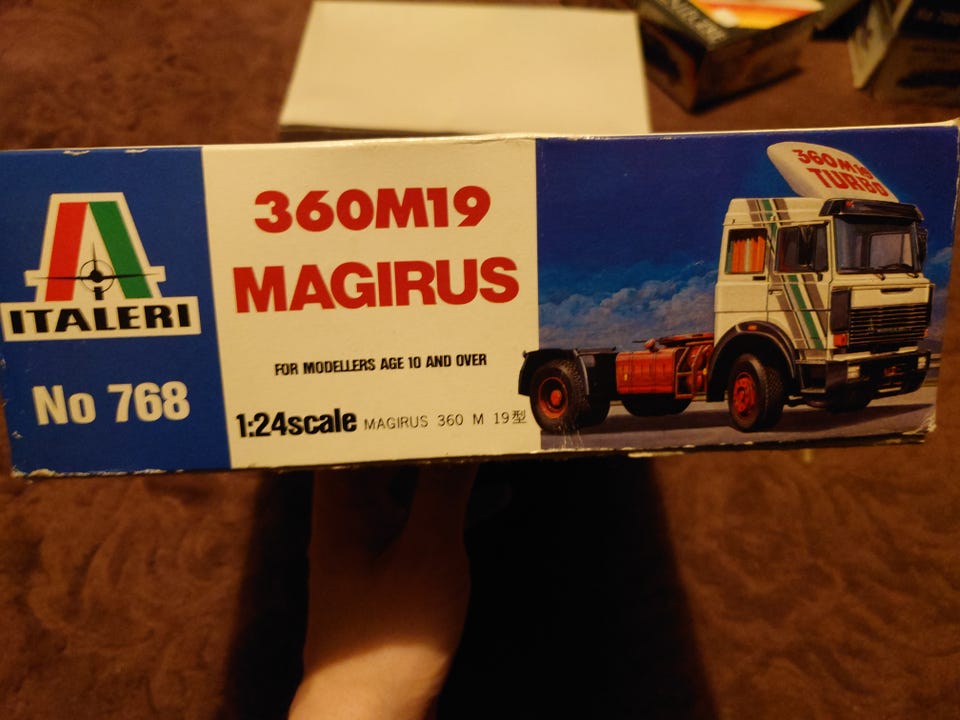 ITALERI
No 768
360M19
MAGIRUS
FOR MODELLERS AGE 10 AND OVER
1:24scale MAGIRUS 360 M 19型
360M19
TURBO